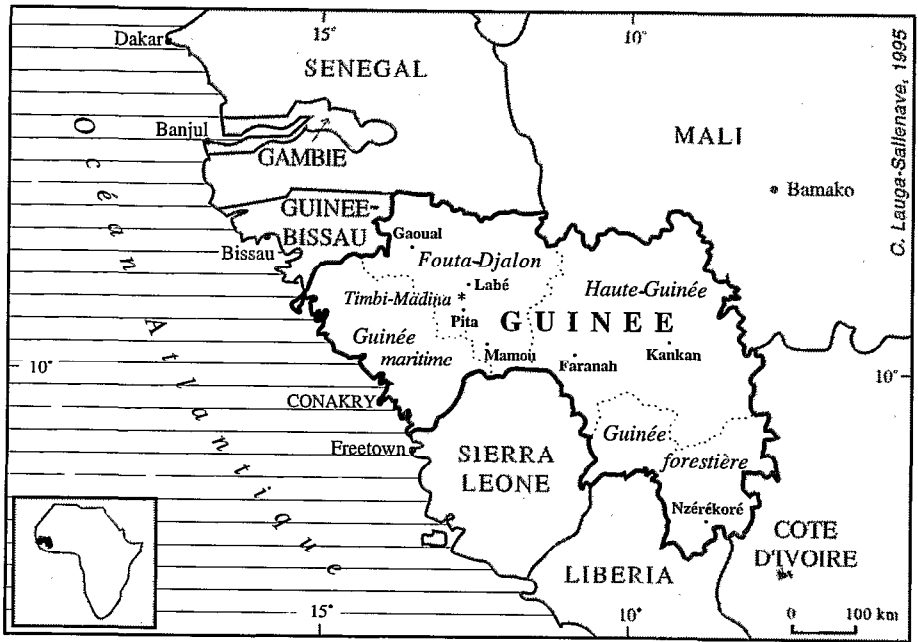 15°
10°
Dakar
SENEGAL
C. Lauga-Sallenave, 1995
Océan Atlantique
Banjul
GAMBIE
MALI
Bamako
GUINEE-
BISSAU
Gaoual
Bissau
Fouta-Djalon
Labé
Haute-Guinée
Timbi-Madina *
Pita
GUINEE
Guinée
maritime
Mamou
Faranah
Kankan
10°
10°
CONAKRY
Freetown
Guinée
forestière
SIERRA
LEONE
Nzérékoré
COTE
D'IVOIRE
LIBERIA
15°
10°
0 100 km